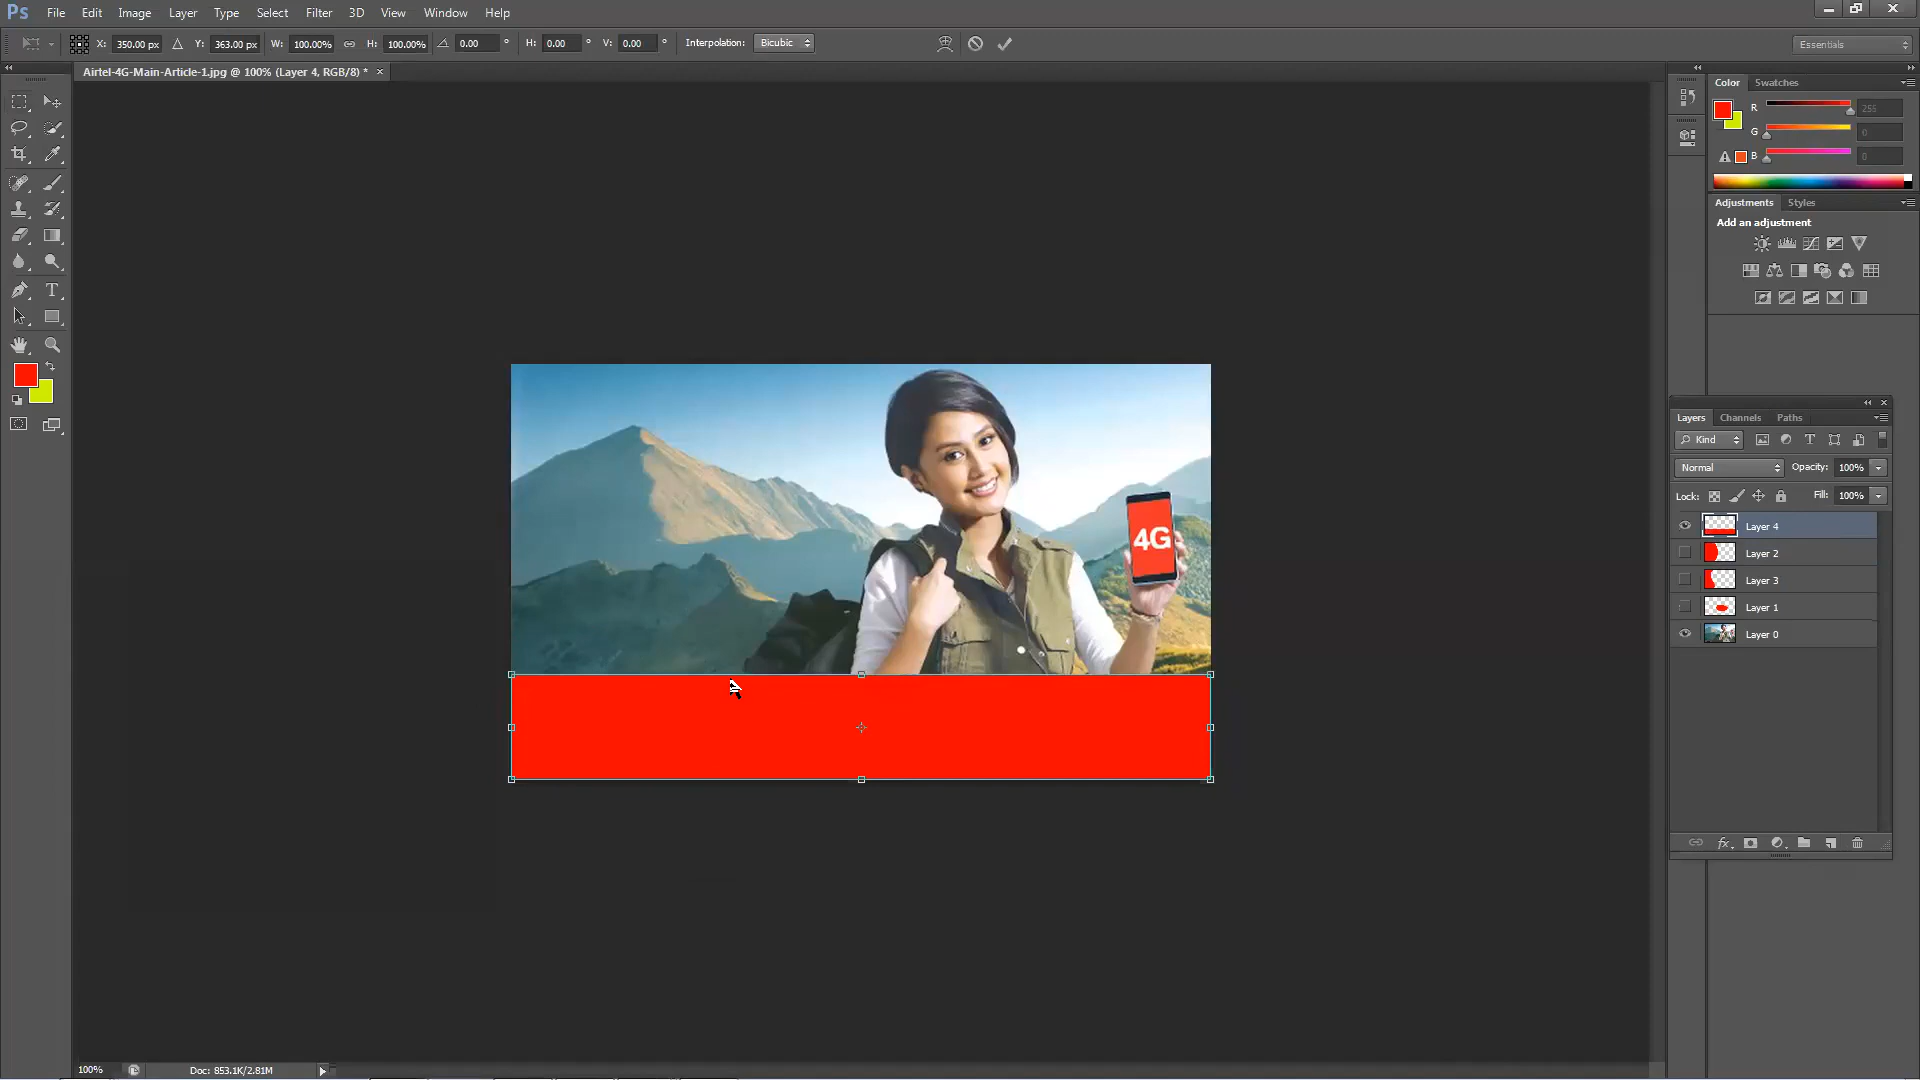 Ps File Edit Image Layer Type Select Filter 3D View Window Help
X: 350.00 px Y: 363.00 px W: 100.00% H: 100.00% 0.00 ° H: 0.00 ° V: 0.00 ° Interpolation: Bicubic Essentials
Airtel-4G-Main-Article-1.jpg @ 100% (Layer 4, RGB/8) * ×
Color Swatches
R 255
G 0
B 0
Adjustments Styles
Add an adjustment
4G
Layers Channels Paths
Kind
Normal Opacity: 100%
Lock: Fill: 100%
Layer 4
Layer 2
Layer 3
Layer 1
Layer 0
100% Doc: 853.1K/2.81M